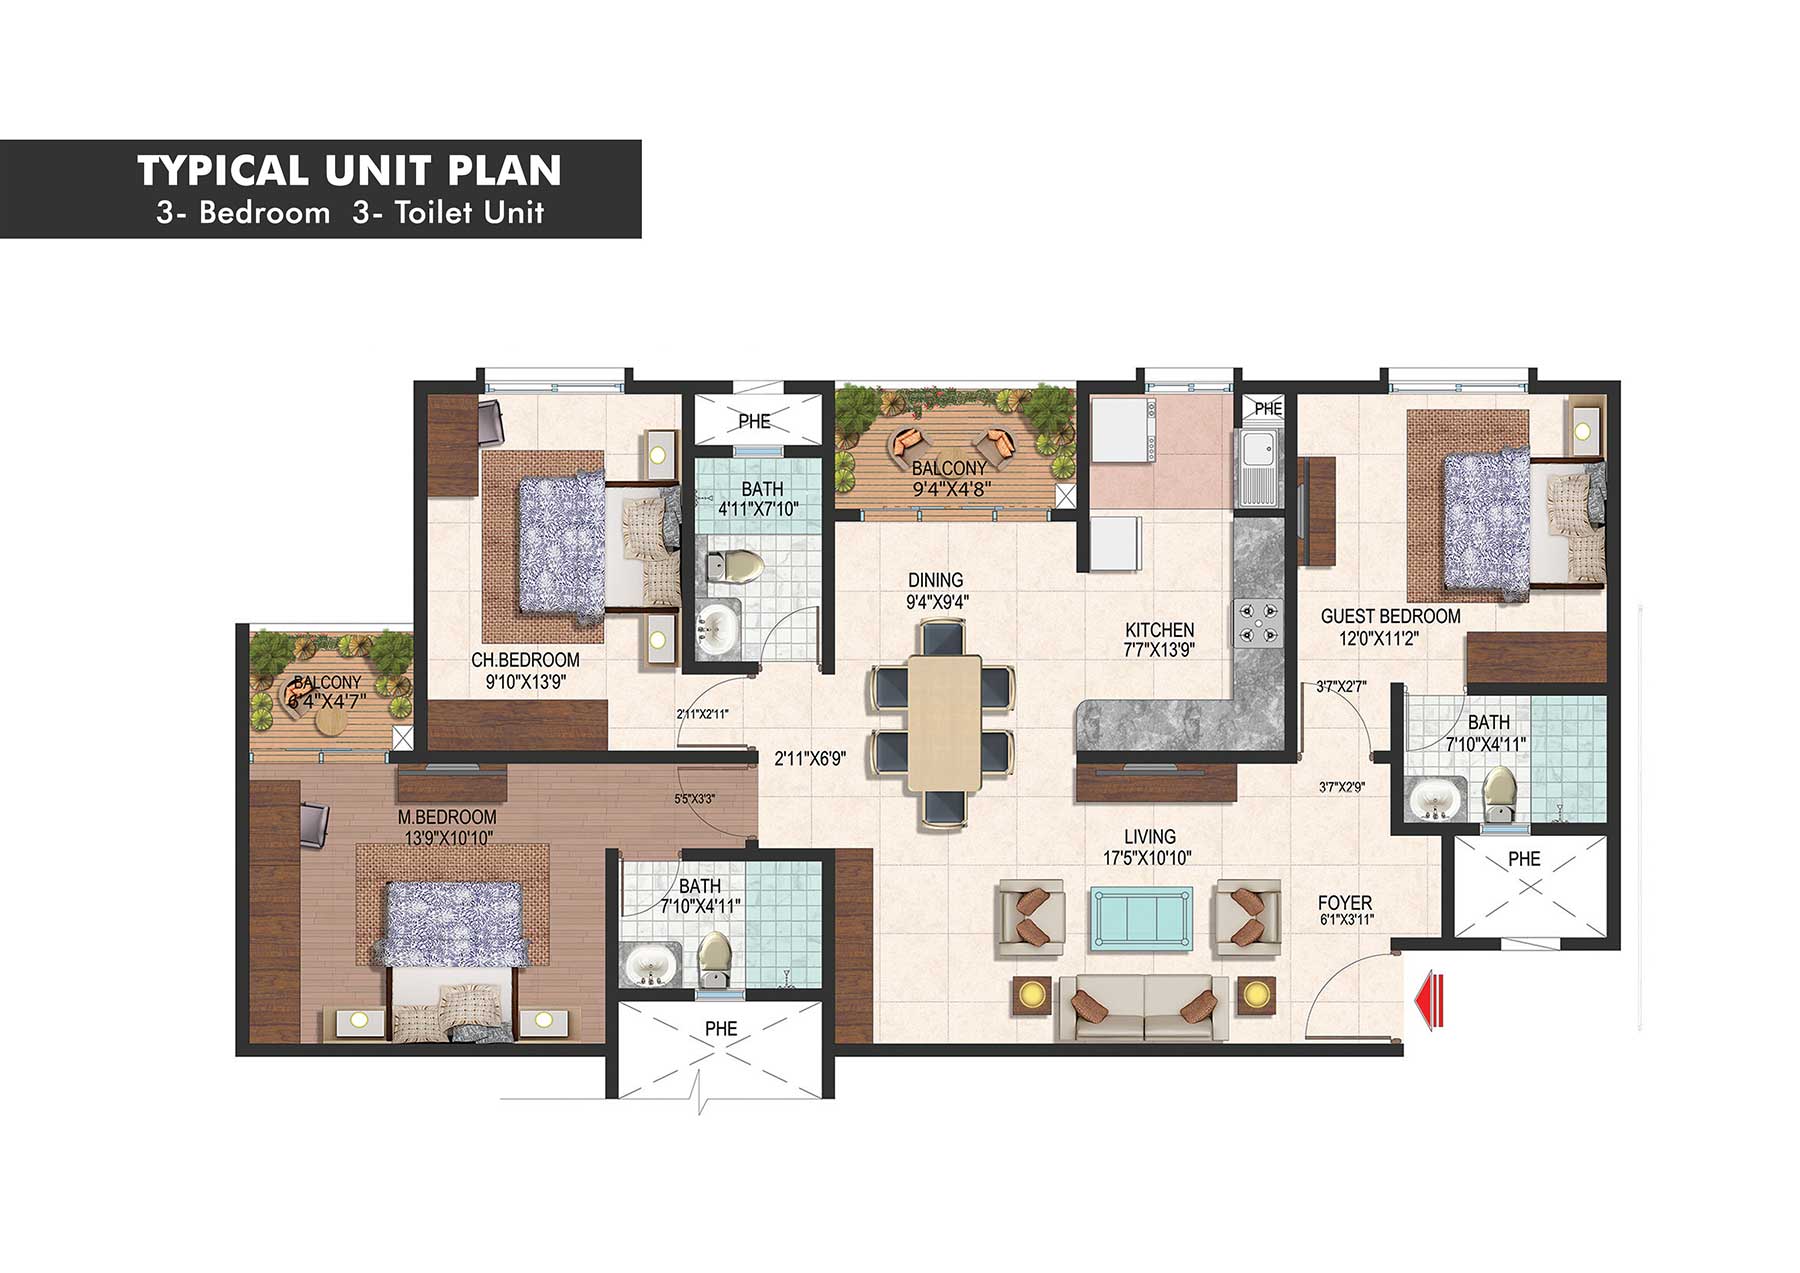 TYPICAL UNIT PLAN
3- Bedroom 3- Toilet Unit
PHE
BATH
4'11"X7'10"
BALCONY
9'4"X4'8"
PHE
DINING
9'4"X9'4"
KITCHEN
7'7"X13'9"
GUEST BEDROOM
12'0"X11'2"
CH.BEDROOM
9'10"X13'9"
BALCONY
6'4"X4'7"
2'11"X2'11"
3'7"X2'7"
BATH
7'10"X4'11"
2'11"X6'9"
5'5"X3'3"
3'7"X2'9"
M.BEDROOM
13'9"X10'10"
LIVING
17'5"X10'10"
PHE
BATH
7'10"X4'11"
FOYER
6'1"X3'11"
PHE